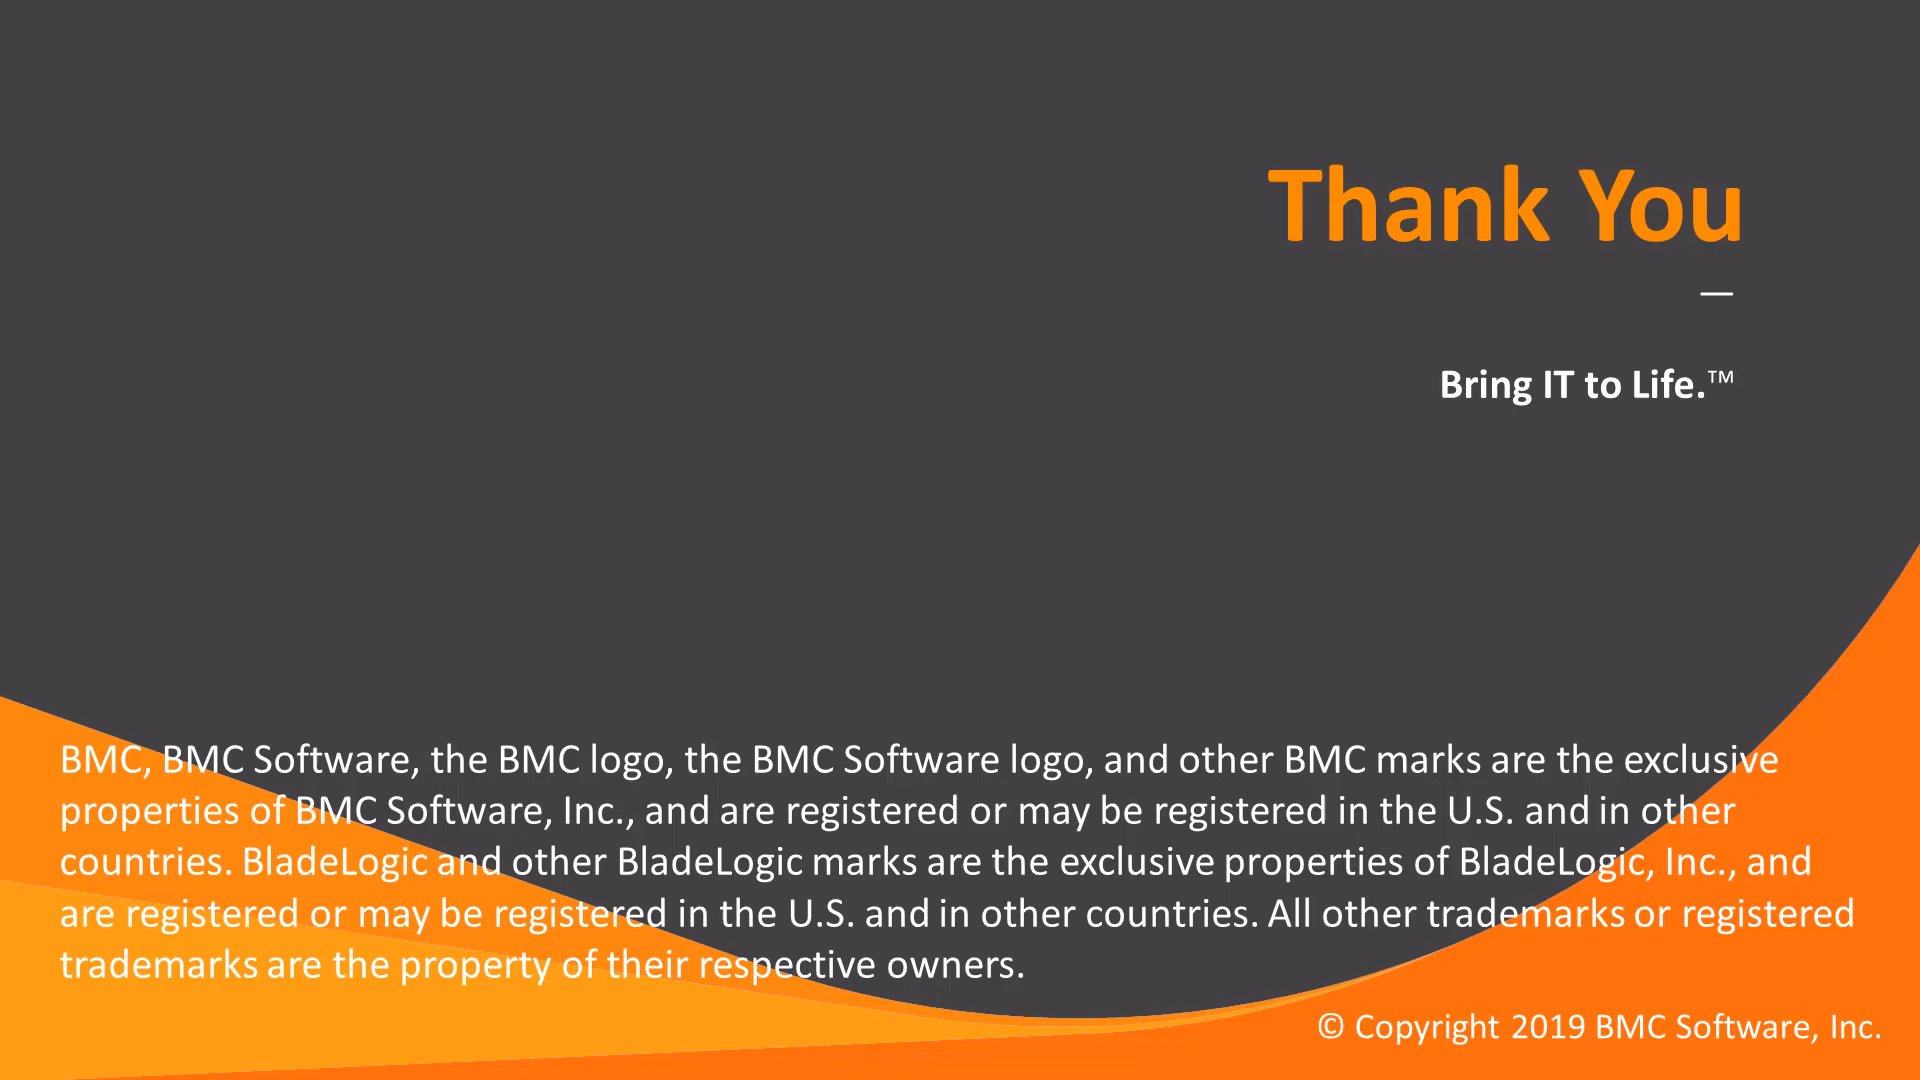 Thank You
Bring IT to Life.™
BMC, BMC Software, the BMC logo, the BMC Software logo, and other BMC marks are the exclusive
properties of BMC Software, Inc., and are registered or may be registered in the U.S. and in other
countries. BladeLogic and other BladeLogic marks are the exclusive properties of BladeLogic, Inc., and
are registered or may be registered in the U.S. and in other countries. All other trademarks or registered
trademarks are the property of their respective owners.
© Copyright 2019 BMC Software, Inc.